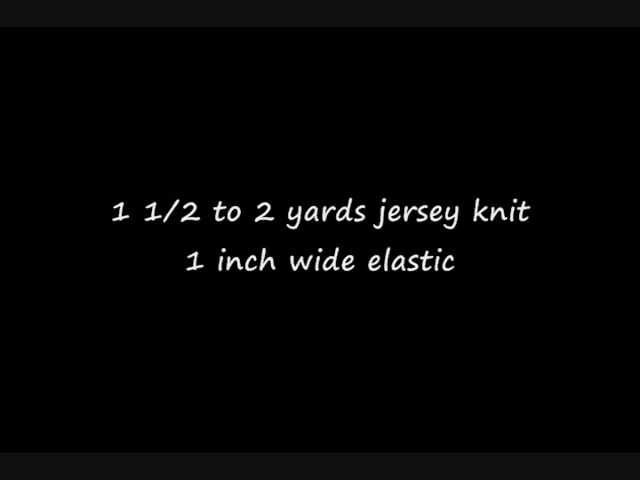 1 1/2 to 2 yards jersey knit
1 inch wide elastic